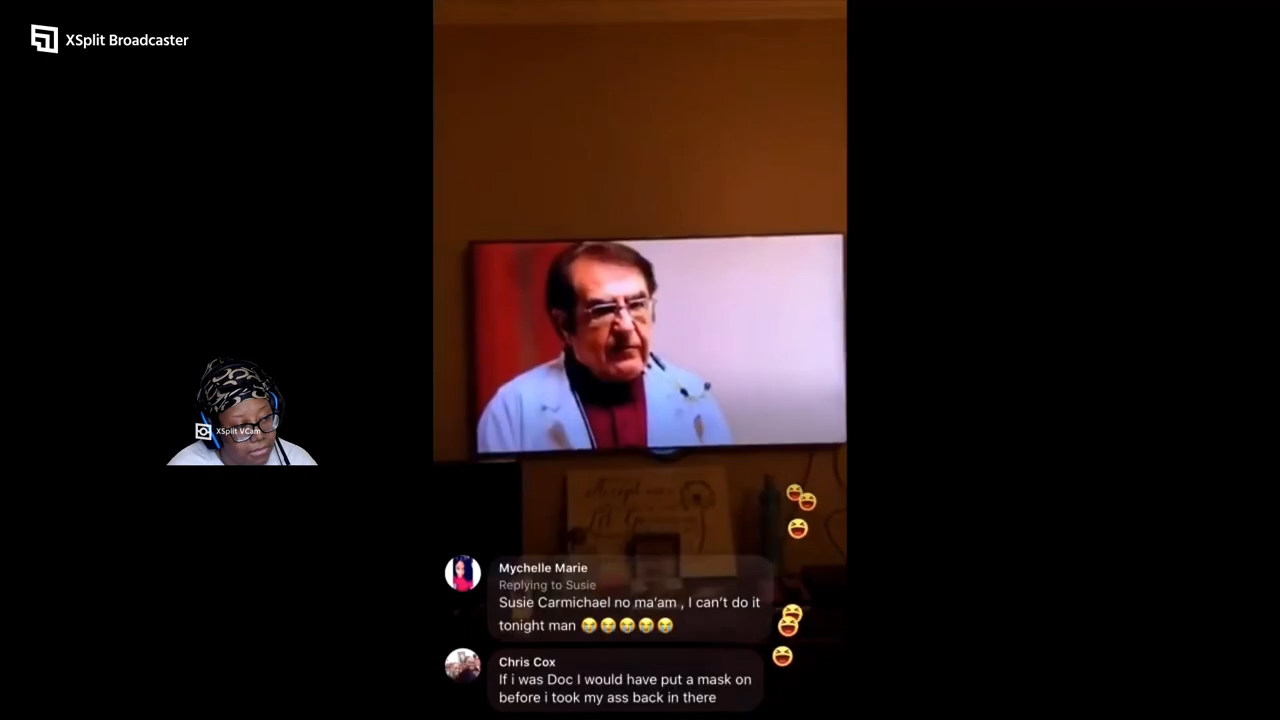 XSplit Broadcaster
XSplit VCam
Mychelle Marie
Replying to Susie
Susie Carmichael no ma'am , I can't do it
tonight man 😭😭😭😭😭
Chris Cox
If i was Doc I would have put a mask on
before i took my ass back in there